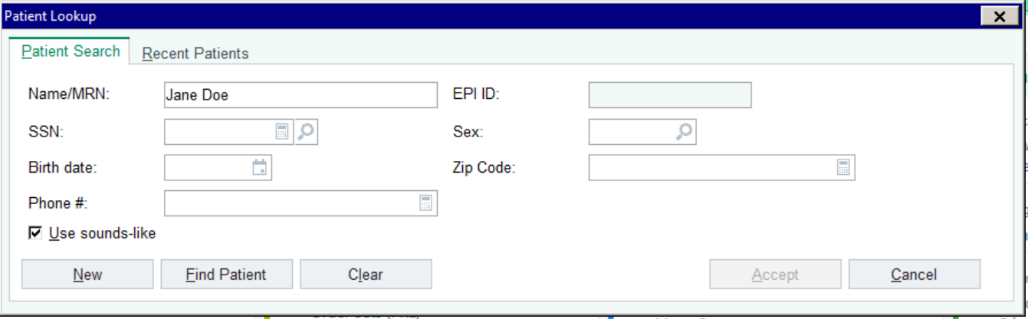 Patient Lookup
Patient Search Recent Patients
Name/MRN: Jane Doe EPI ID:
SSN: Sex:
Birth date: Zip Code:
Phone #:
Use sounds-like
New Find Patient Clear Accept Cancel